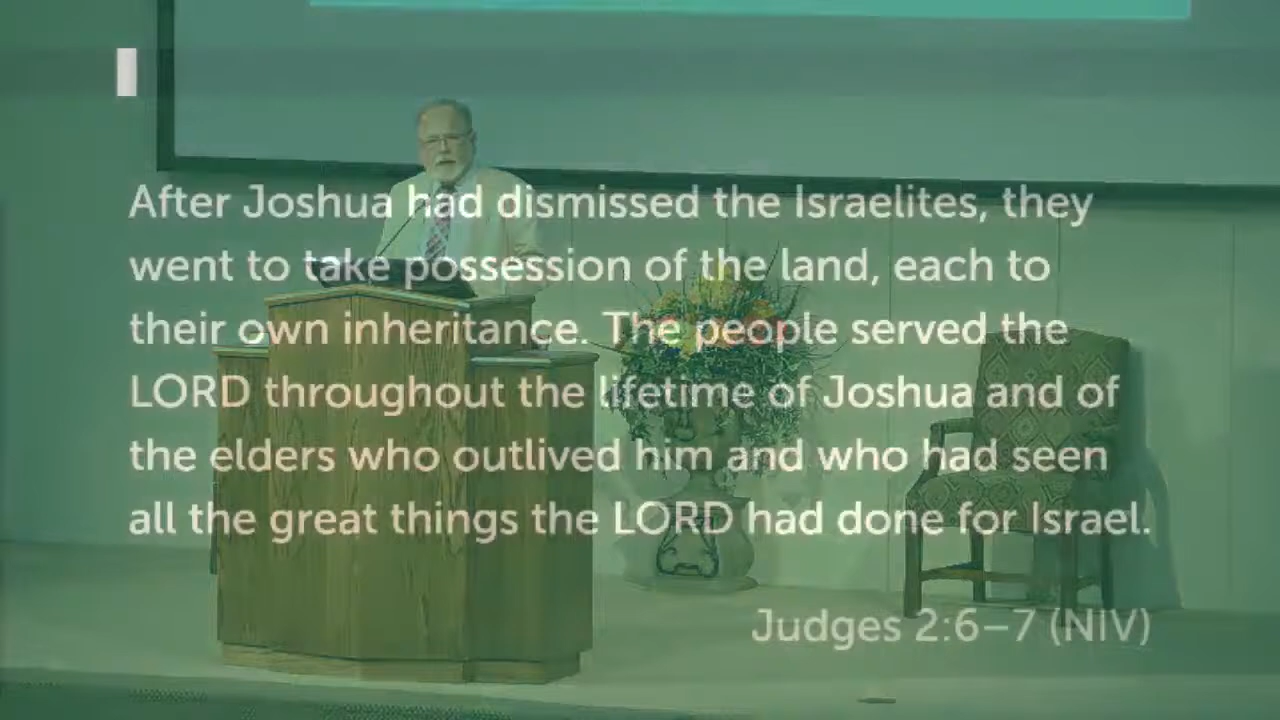 After Joshua had dismissed the Israelites, they
went to take possession of the land, each to
their own inheritance. The people served the
LORD throughout the lifetime of Joshua and of
the elders who outlived him and who had seen
all the great things the LORD had done for Israel.
Judges 2:6–7 (NIV)